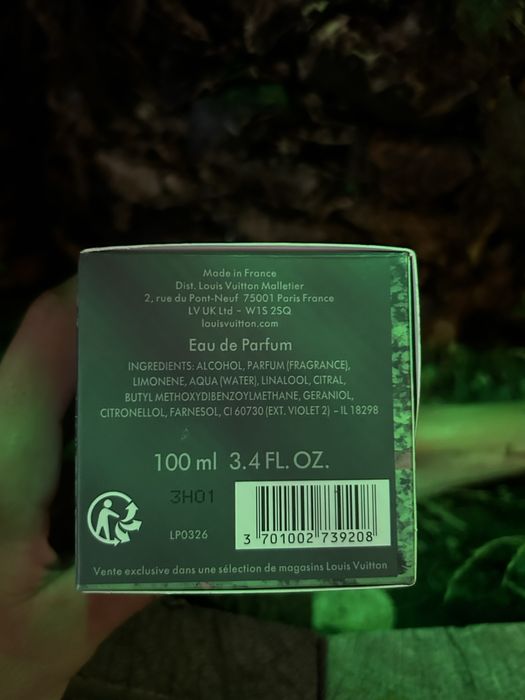 Made in France
Dist. Louis Vuitton Malletier
2, rue du Pont-Neuf 75001 Paris France
LV UK Ltd - W1S 2SQ
louisvuitton.com
Eau de Parfum
INGREDIENTS: ALCOHOL, PARFUM (FRAGRANCE),
LIMONENE, AQUA (WATER), LINALOOL, CITRAL,
BUTYL METHOXYDIBENZOYLMETHANE, GERANIOL,
CITRONELLOL, FARNESOL, CI 60730 (EXT. VIOLET 2) - IL 18298
100 ml 3.4 FL. OZ.
3H01
LP0326
3 701002 739208
Vente exclusive dans une sélection de magasins Louis Vuitton